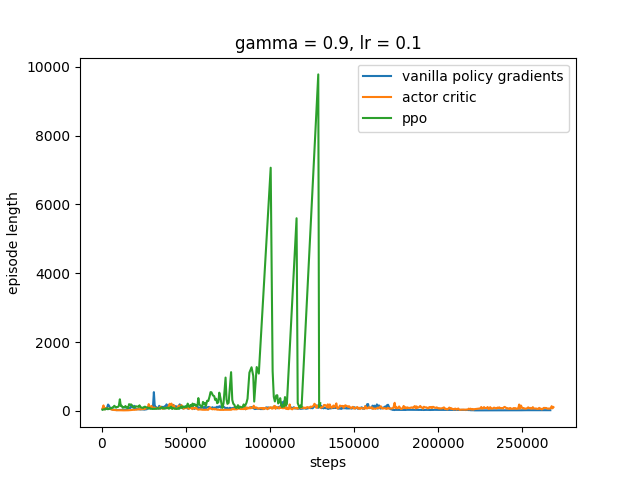 gamma = 0.9, lr = 0.1
10000
8000
6000
4000
2000
0
episode length
vanilla policy gradients
actor critic
ppo
0 50000 100000 150000 200000 250000
steps